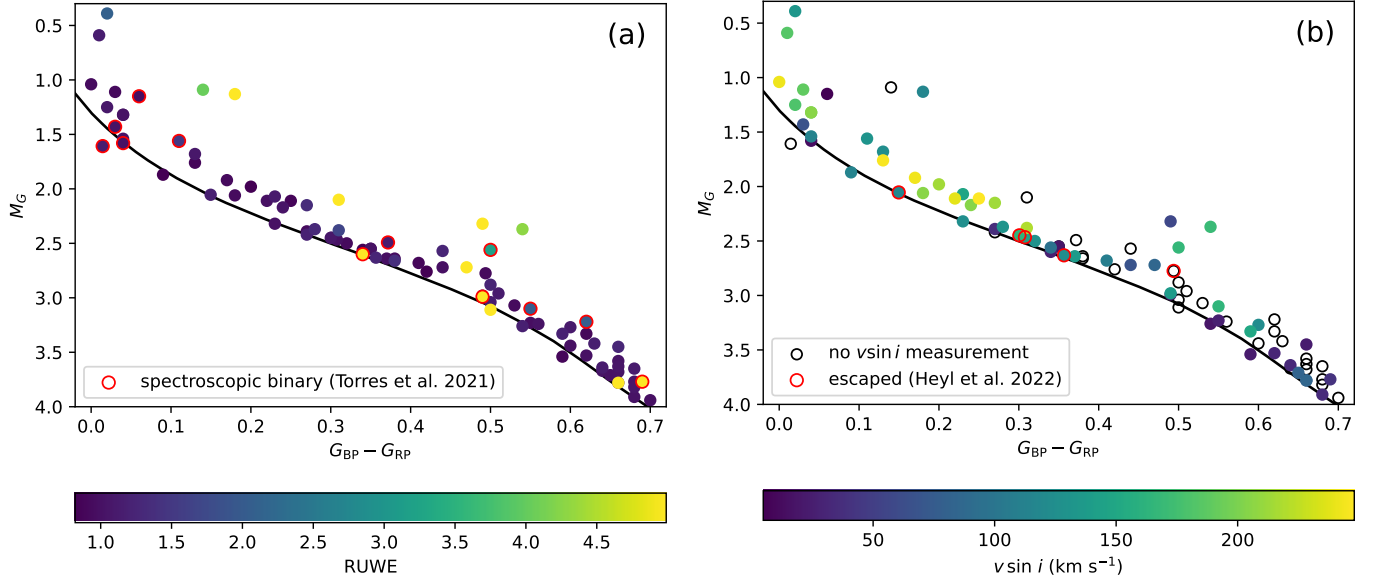 (a)
0.5
1.0
1.5
2.0
2.5
3.0
3.5
4.0
M_G
spectroscopic binary (Torres et al. 2021)
0.0 0.1 0.2 0.3 0.4 0.5 0.6 0.7
G_BP − G_RP
1.0 1.5 2.0 2.5 3.0 3.5 4.0 4.5
RUWE
(b)
0.5
1.0
1.5
2.0
2.5
3.0
3.5
4.0
M_G
no v sin i measurement
escaped (Heyl et al. 2022)
0.0 0.1 0.2 0.3 0.4 0.5 0.6 0.7
G_BP − G_RP
50 100 150 200
v sin i (km s⁻¹)